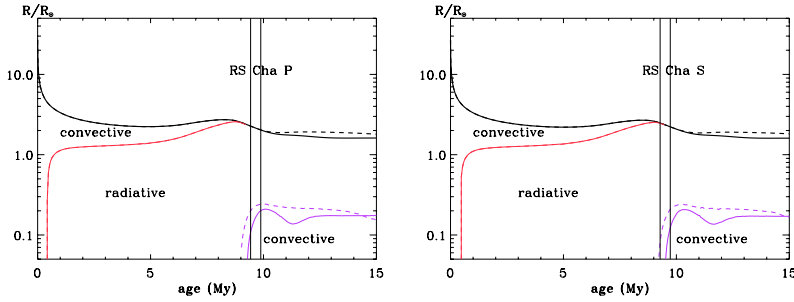 R/R⊛
10.0
1.0
0.1
RS Cha P
convective
radiative
convective
0
5
10
15
age (My)
R/R⊛
10.0
1.0
0.1
RS Cha S
convective
radiative
convective
0
5
10
15
age (My)